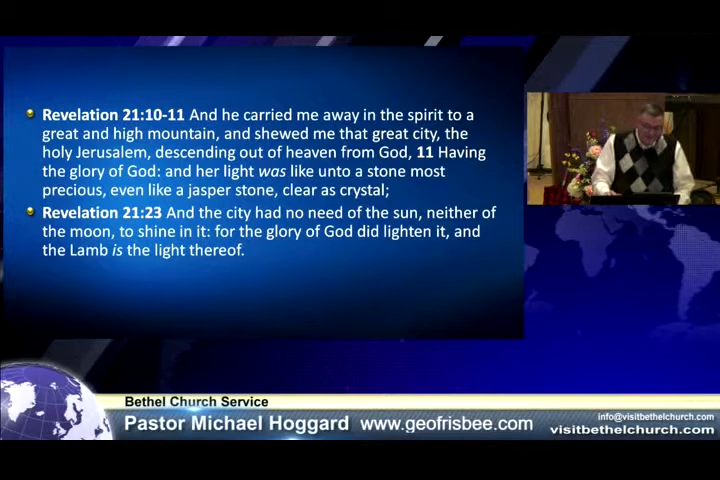 Revelation 21:10-11 And he carried me away in the spirit to a
great and high mountain, and shewed me that great city, the
holy Jerusalem, descending out of heaven from God, 11 Having
the glory of God: and her light was like unto a stone most
precious, even like a jasper stone, clear as crystal;
Revelation 21:23 And the city had no need of the sun, neither of
the moon, to shine in it: for the glory of God did lighten it, and
the Lamb is the light thereof.
Bethel Church Service
Pastor Michael Hoggard www.geofrisbee.com
info@visitbethelchurch.com
visitbethelchurch.com